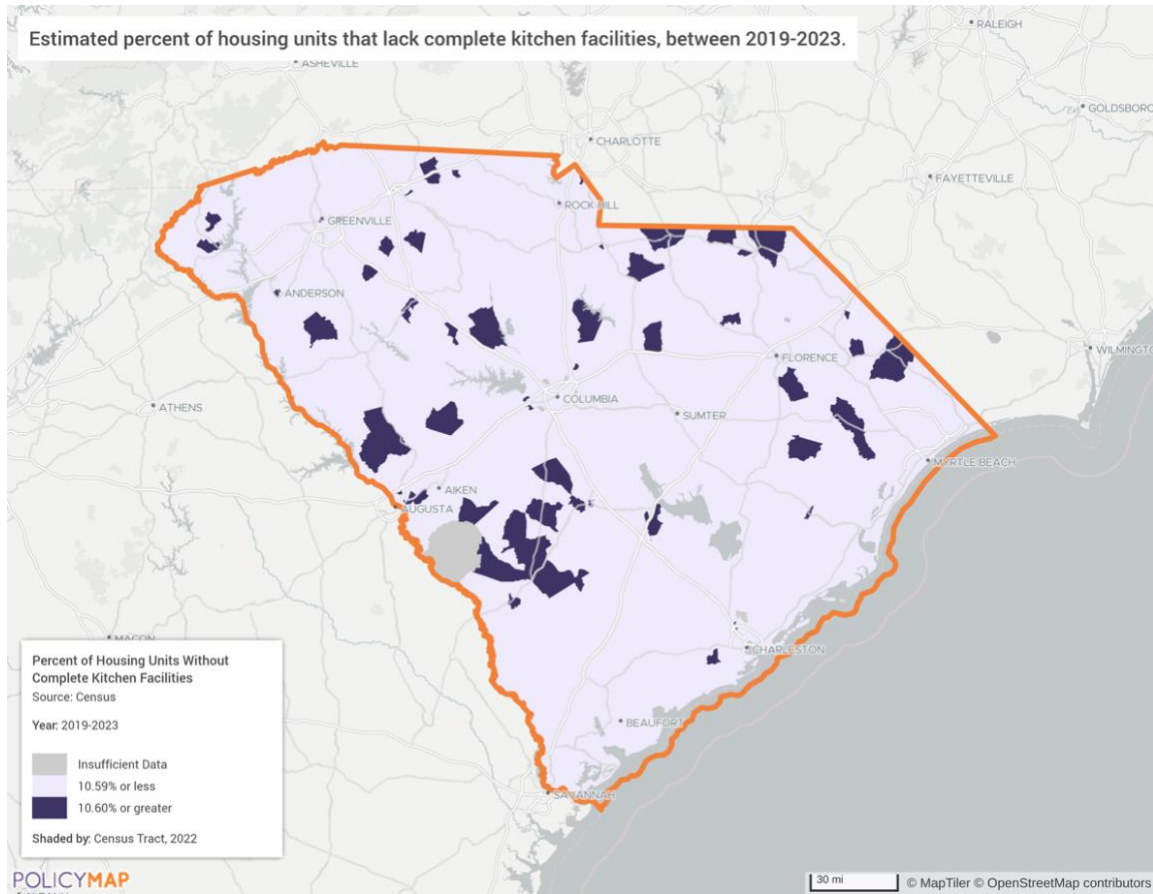 Estimated percent of housing units that lack complete kitchen facilities, between 2019-2023.
RALEIGH
ASHEVILLE
GOLDSBORO
CHARLOTTE
FAYETTEVILLE
ROCK HILL
GREENVILLE
ANDERSON
WILMINGTO
FLORENCE
ATHENS
COLUMBIA
SUMTER
MYRTLE BEACH
AIKEN
AUGUSTA
MACON
CHARLESTON
BEAUFORT
SAVANNAH
Percent of Housing Units Without
Complete Kitchen Facilities
Source: Census
Year: 2019-2023
Insufficient Data
10.59% or less
10.60% or greater
Shaded by: Census Tract, 2022
POLICYMAP
30 mi
© MapTiler © OpenStreetMap contributors